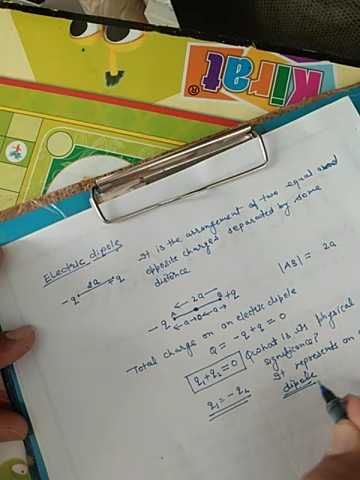 Kirat®
Electric dipole
It is the arrangement of two equal and
opposite charged separated by some
distance
-q 2a +q
← 2a →
-q +q
←a→0←a→
|AB| = 2a
Total charge on an electric dipole
Q = -q+q = 0
q₁+q₂=0
q₁=-q₂
Q what is its physical
significance?
It represents an
dipole